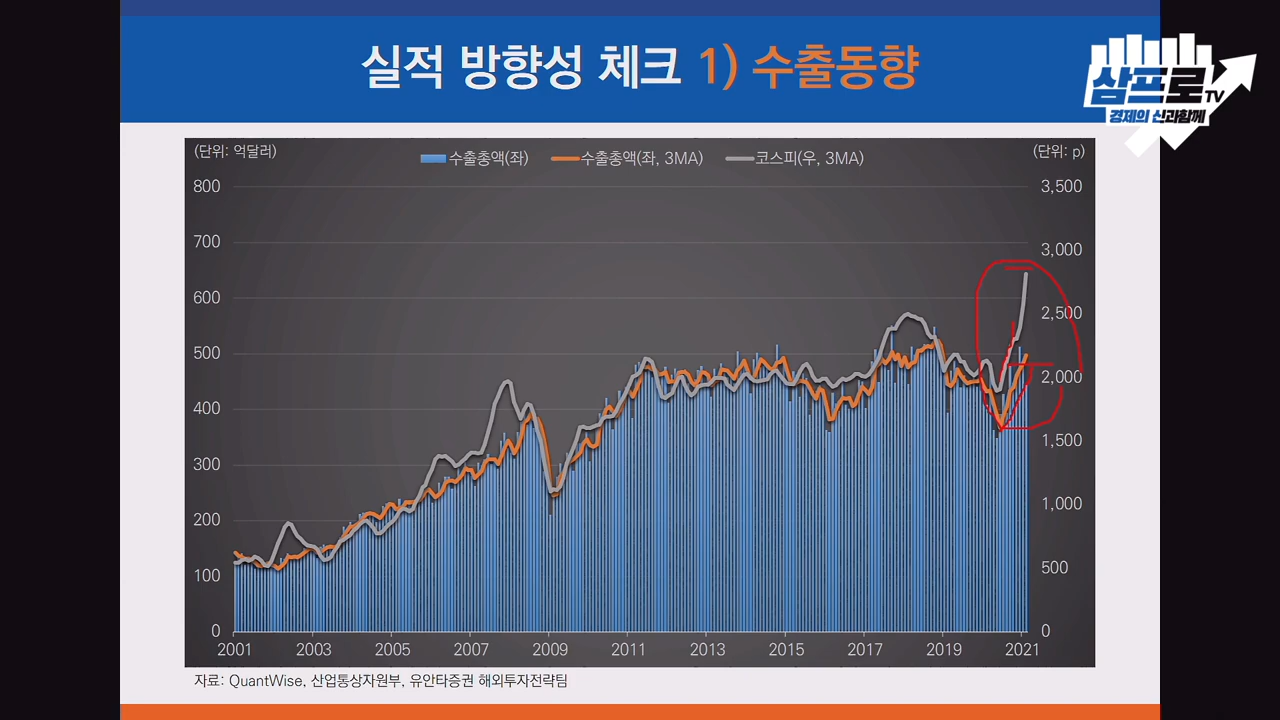 실적 방향성 체크 1) 수출동향
삼프로TV
경제의 신과함께
(단위: 억달러)
수출총액(좌) 수출총액(좌, 3MA) 코스피(우, 3MA)
(단위: p)
800
700
600
500
400
300
200
100
0
3,500
3,000
2,500
2,000
1,500
1,000
500
0
2001 2003 2005 2007 2009 2011 2013 2015 2017 2019 2021
자료: QuantWise, 산업통상자원부, 유안타증권 해외투자전략팀